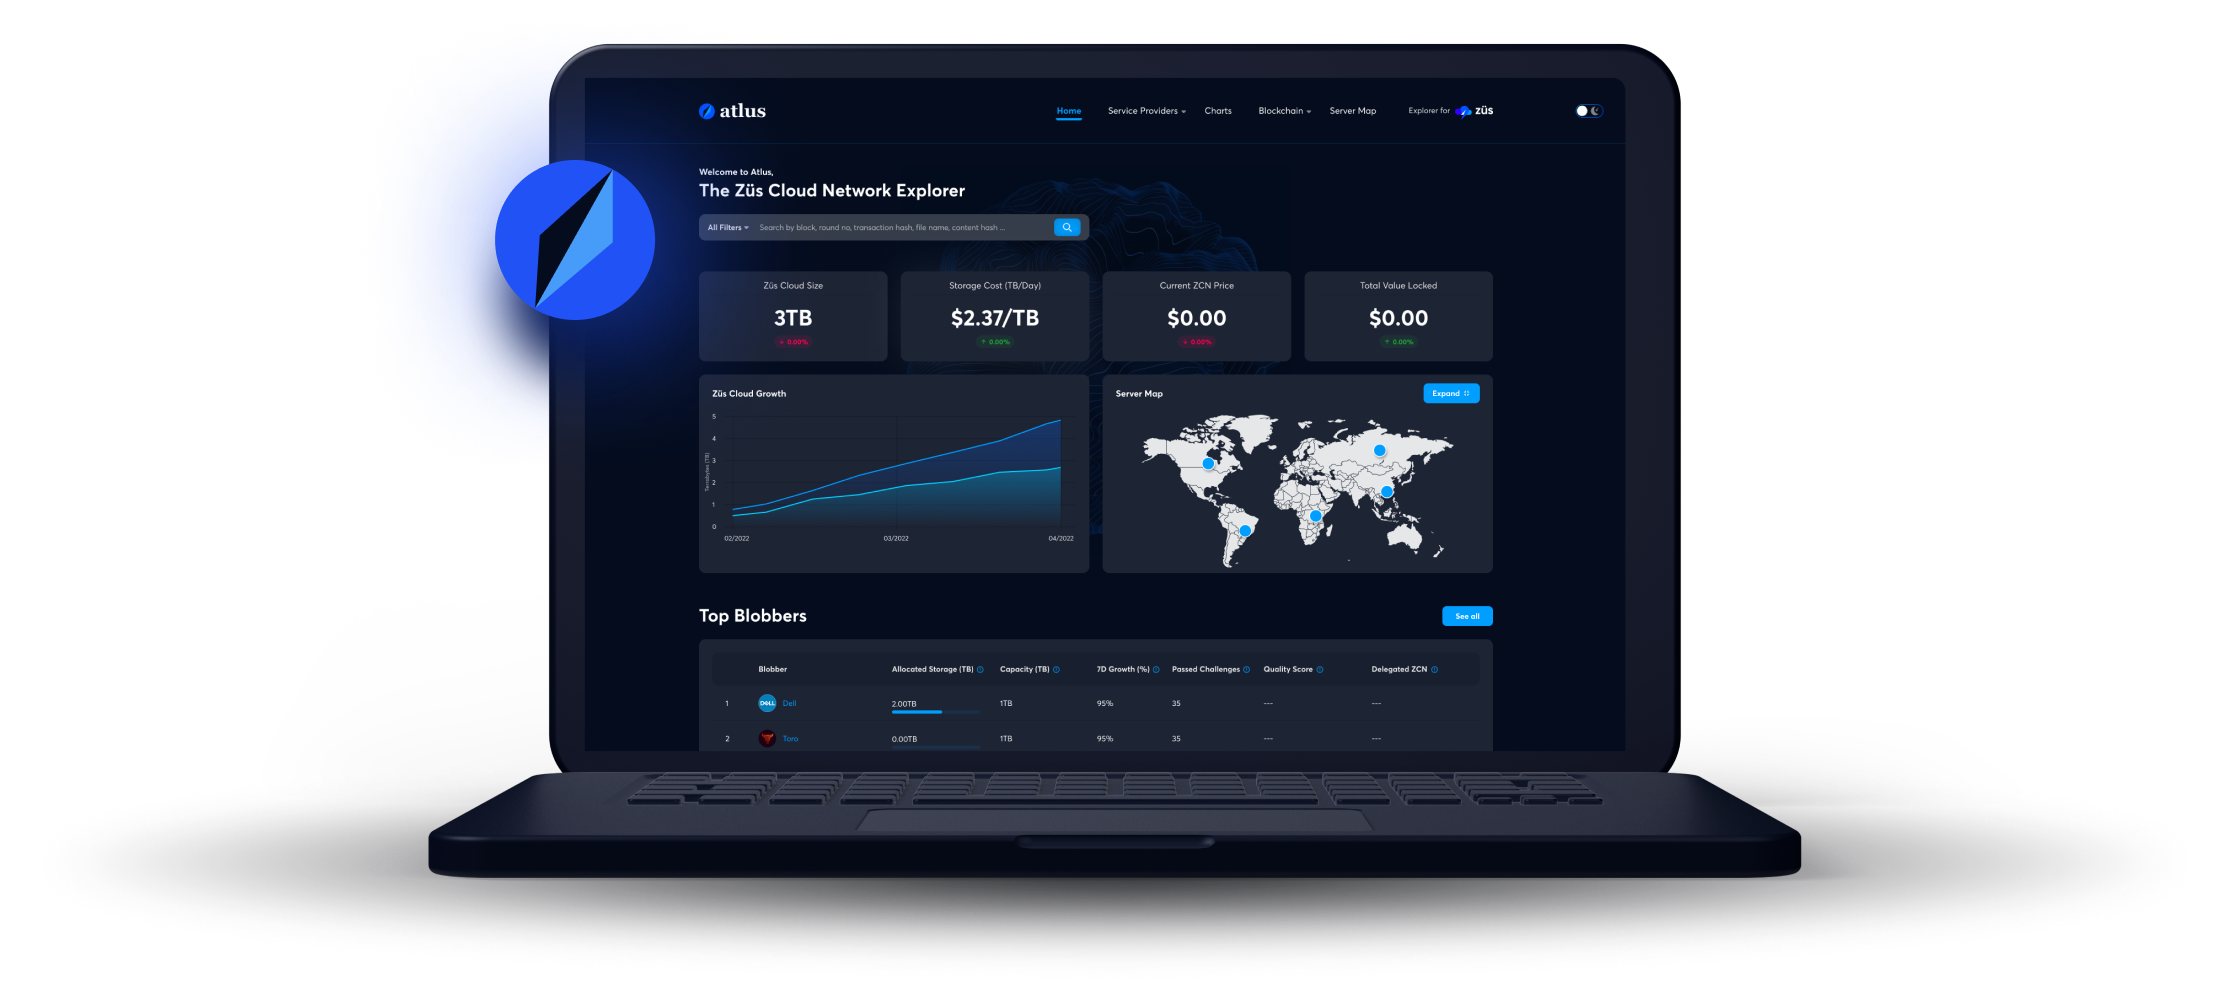 atlus
Home Service Providers Charts Blockchain Server Map Explorer for züs
Welcome to Atlus,
The Züs Cloud Network Explorer
All Filters Search by block, round no, transaction hash, file name, content hash ...
Züs Cloud Size
3TB
0.00%
Storage Cost (TB/Day)
$2.37/TB
0.00%
Current ZCN Price
$0.00
0.00%
Total Value Locked
$0.00
0.00%
Züs Cloud Growth
Terabytes (TB)
5
4
3
2
1
0
02/2022 03/2022 04/2022
Server Map
Expand
Top Blobbers
See all
Blobber Allocated Storage (TB) Capacity (TB) 7D Growth (%) Passed Challenges Quality Score Delegated ZCN
1 DELL Dell 2.00TB 1TB 95% 35 --- ---
2 Toro 0.00TB 1TB 95% 35 --- ---